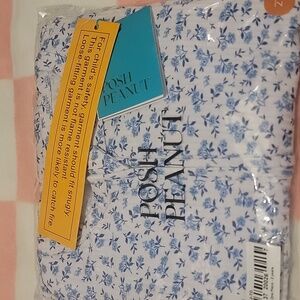 For child's safety, garment should fit snugly.
This garment is not flame resistant.
Loose-fitting garment is more likely to catch fire.
POSH
PEANUT
POSH
PEANUT